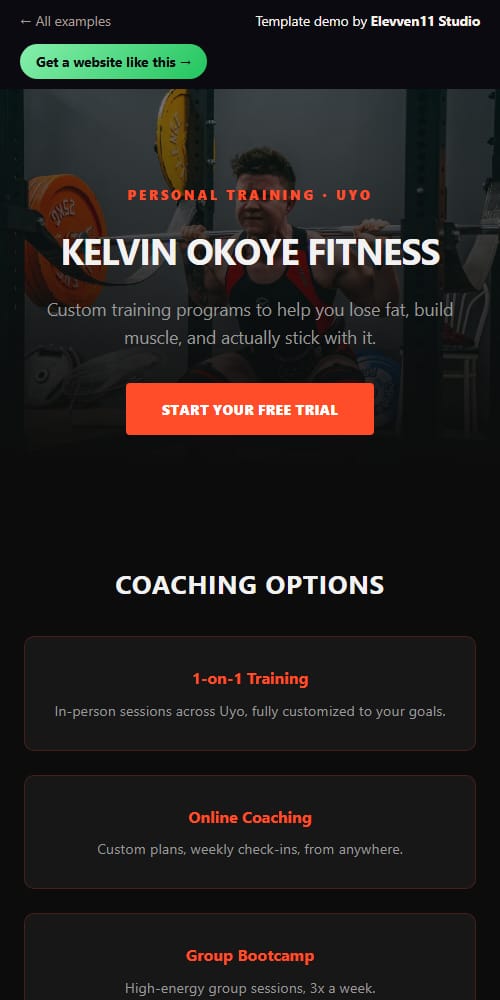 ← All examples
Template demo by Elevven11 Studio
Get a website like this →
PERSONAL TRAINING · UYO
KELVIN OKOYE FITNESS
Custom training programs to help you lose fat, build
muscle, and actually stick with it.
START YOUR FREE TRIAL
COACHING OPTIONS
1-on-1 Training
In-person sessions across Uyo, fully customized to your goals.
Online Coaching
Custom plans, weekly check-ins, from anywhere.
Group Bootcamp
High-energy group sessions, 3x a week.